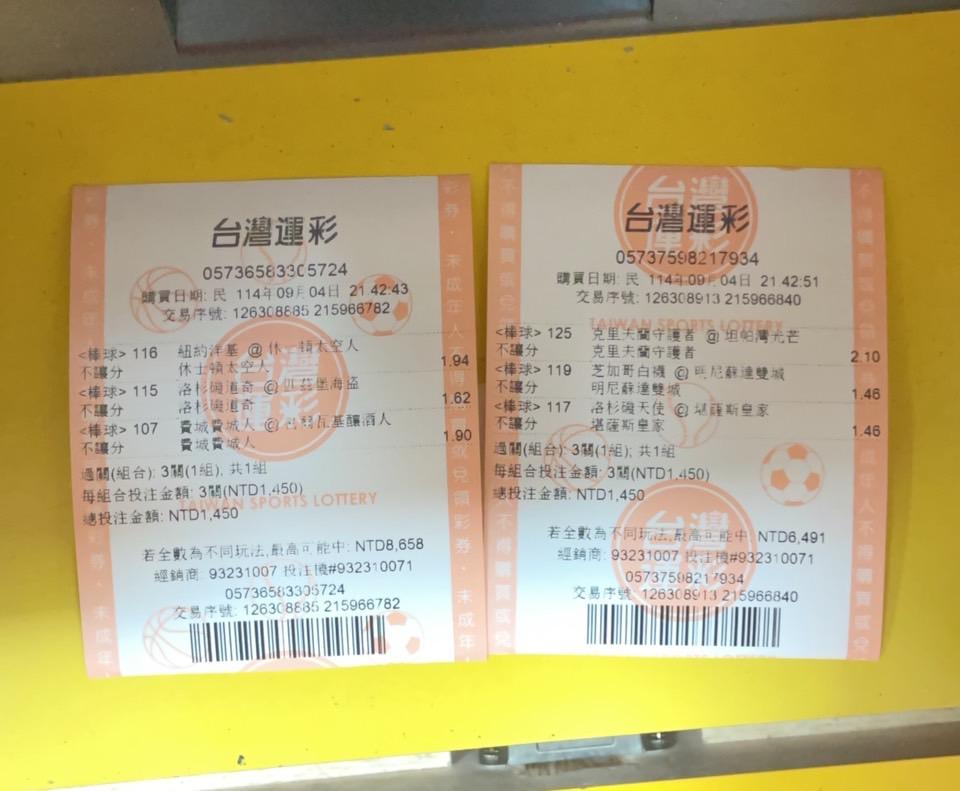 台灣運彩
05736583305724
購買日期: 民 114年09月04日 21:42:43
交易序號: 126308885 215966782
<棒球> 116 紐約洋基 @ 休士頓太空人
不讓分 休士頓太空人 1.94
<棒球> 115 洛杉磯道奇 @ 匹茲堡海盜
不讓分 洛杉磯道奇 1.62
<棒球> 107 費城費城人 @ 密爾瓦基釀酒人
不讓分 費城費城人 1.90
過關(組合): 3關(1組); 共1組
每組合投注金額: 3關(NTD1,450)
TAIWAN SPORTS LOTTERY
總投注金額: NTD1,450
若全數為不同玩法,最高可能中: NTD8,658
經銷商: 93231007 投注機#932310071
05736583305724
交易序號: 126308885 215966782
台灣運彩
05737598217934
購買日期: 民 114年09月04日 21:42:51
交易序號: 126308913 215966840
TAIWAN SPORTS LOTTERY
<棒球> 125 克里夫蘭守護者 @ 坦帕灣光芒
不讓分 克里夫蘭守護者 2.10
<棒球> 119 芝加哥白襪 @ 明尼蘇達雙城
不讓分 明尼蘇達雙城 1.46
<棒球> 117 洛杉磯天使 @ 堪薩斯皇家
不讓分 堪薩斯皇家 1.46
過關(組合): 3關(1組); 共1組
每組合投注金額: 3關(NTD1,450)
總投注金額: NTD1,450
若全數為不同玩法,最高可能中: NTD6,491
經銷商: 93231007 投注機#932310071
05737598217934
交易序號: 126308913 215966840